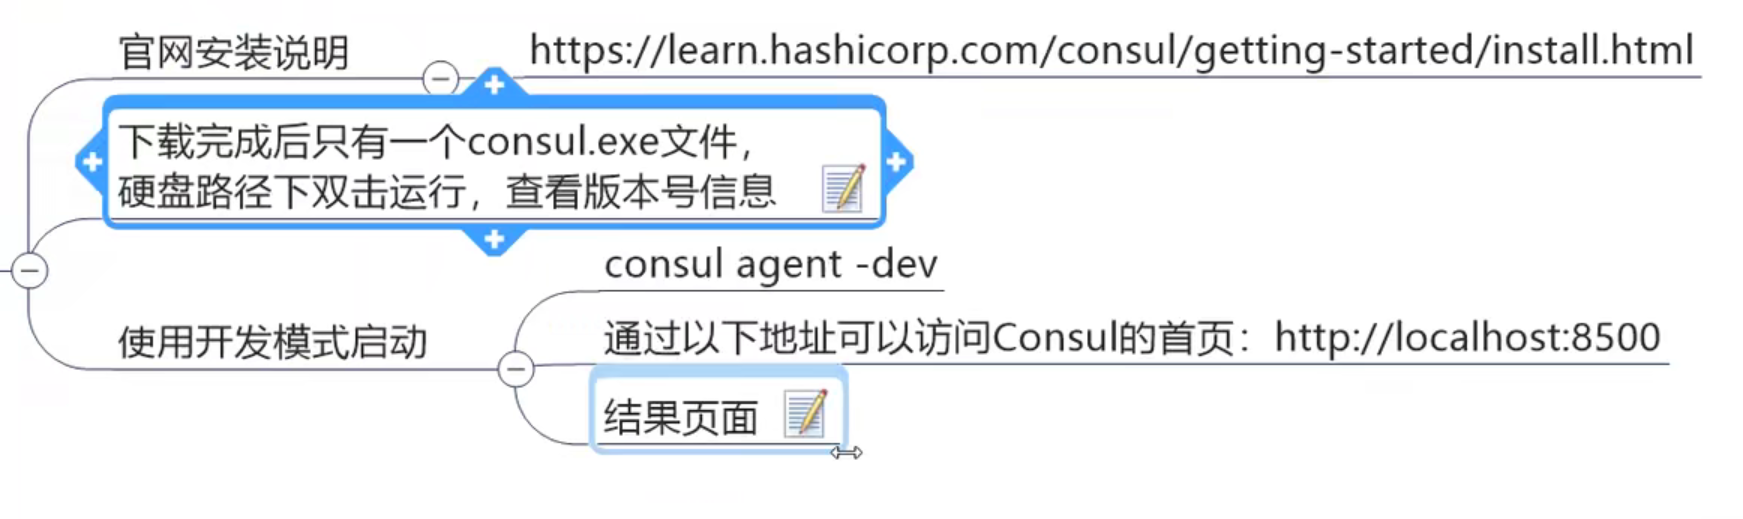 官网安装说明
https://learn.hashicorp.com/consul/getting-started/install.html
下载完成后只有一个consul.exe文件，
硬盘路径下双击运行，查看版本号信息
使用开发模式启动
consul agent -dev
通过以下地址可以访问Consul的首页：http://localhost:8500
结果页面